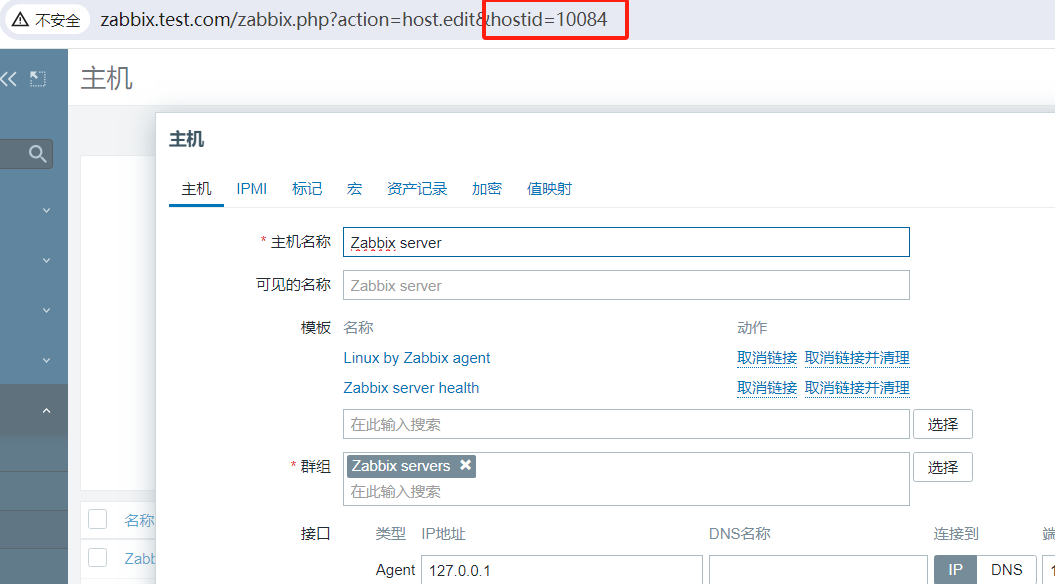 不安全 zabbix.test.com/zabbix.php?action=host.edit&hostid=10084
主机
主机
主机 IPMI 标记 宏 资产记录 加密 值映射
* 主机名称 Zabbix server
可见的名称 Zabbix server
模板 名称 动作
Linux by Zabbix agent 取消链接 取消链接并清理
Zabbix server health 取消链接 取消链接并清理
在此输入搜索 选择
* 群组 Zabbix servers 选择
在此输入搜索
名称
接口 类型 IP地址 DNS名称 连接到
Zabb
Agent 127.0.0.1 IP DNS